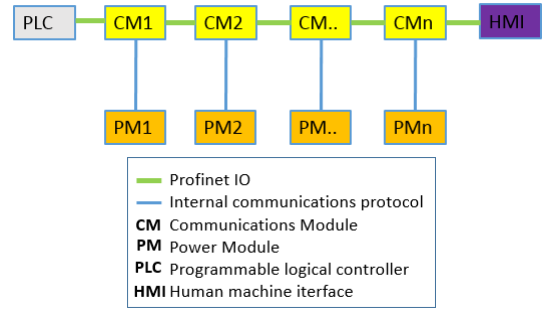 PLC CM1 CM2 CM.. CMn HMI
PM1 PM2 PM.. PMn
Profinet IO
Internal communications protocol
CM Communications Module
PM Power Module
PLC Programmable logical controller
HMI Human machine iterface